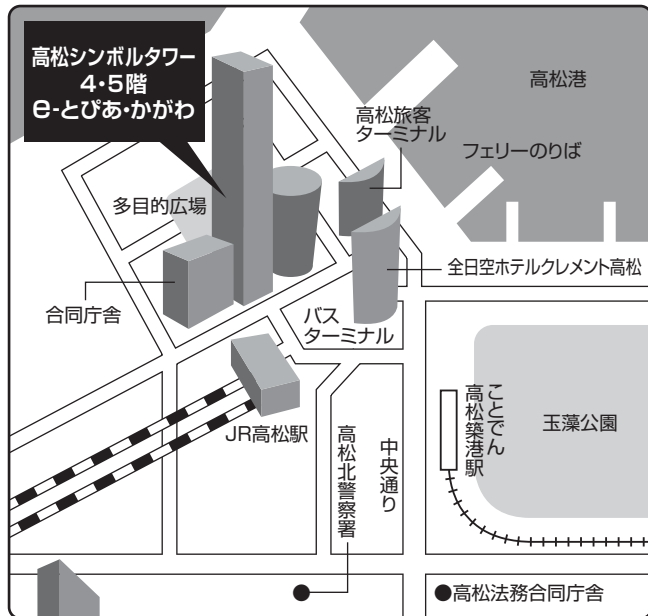 高松シンボルタワー
4・5階
e-とぴあ・かがわ
高松港
高松旅客
ターミナル
フェリーのりば
多目的広場
全日空ホテルクレメント高松
合同庁舎
バス
ターミナル
JR高松駅
高松北警察署
中央通り
ことでん
高松築港駅
玉藻公園
●高松法務合同庁舎